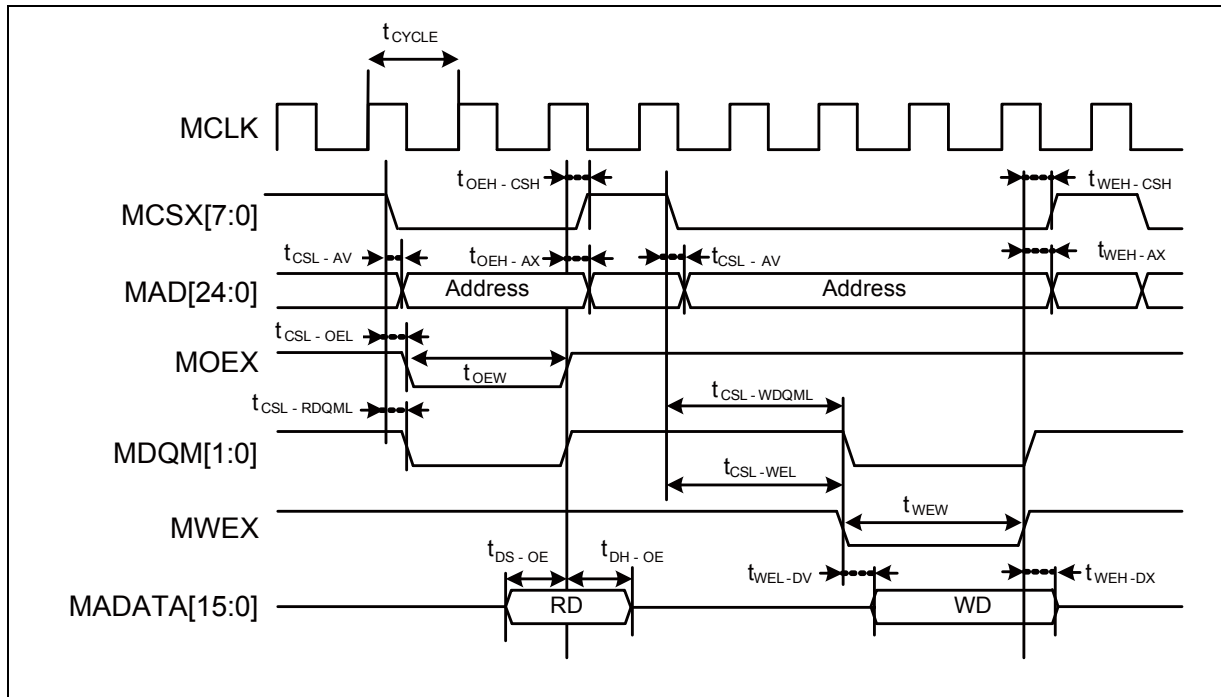 tCYCLE
MCLK
tOEH - CSH
tWEH - CSH
MCSX[7:0]
tCSL - AV
tOEH - AX
tCSL - AV
tWEH - AX
MAD[24:0]
Address
Address
tCSL - OEL
MOEX
tOEW
tCSL - RDQML
tCSL - WDQML
MDQM[1:0]
tCSL - WEL
tWEW
MWEX
tDS - OE
tDH - OE
tWEL-DV
tWEH-DX
MADATA[15:0]
RD
WD